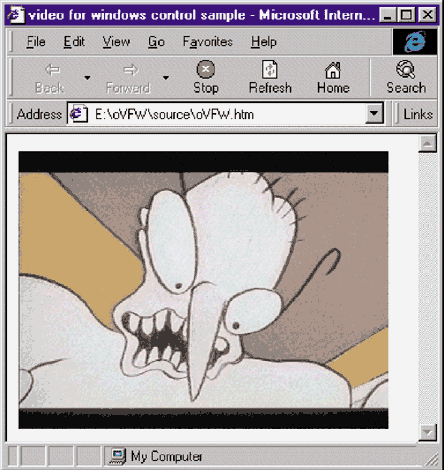 video for windows control sample - Microsoft Intern...
File Edit View Go Favorites Help
Back Forward Stop Refresh Home Search
Address E:\oVFW\source\oVFW.htm Links
My Computer